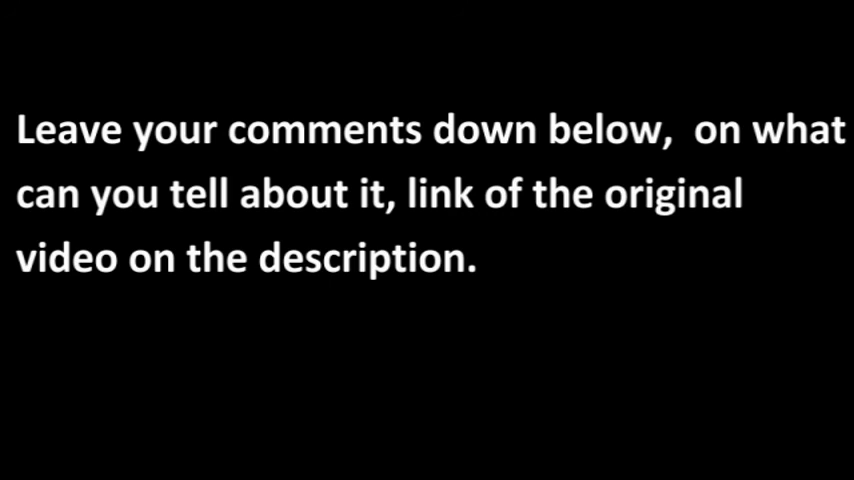 Leave your comments down below,  on what
can you tell about it, link of the original
video on the description.